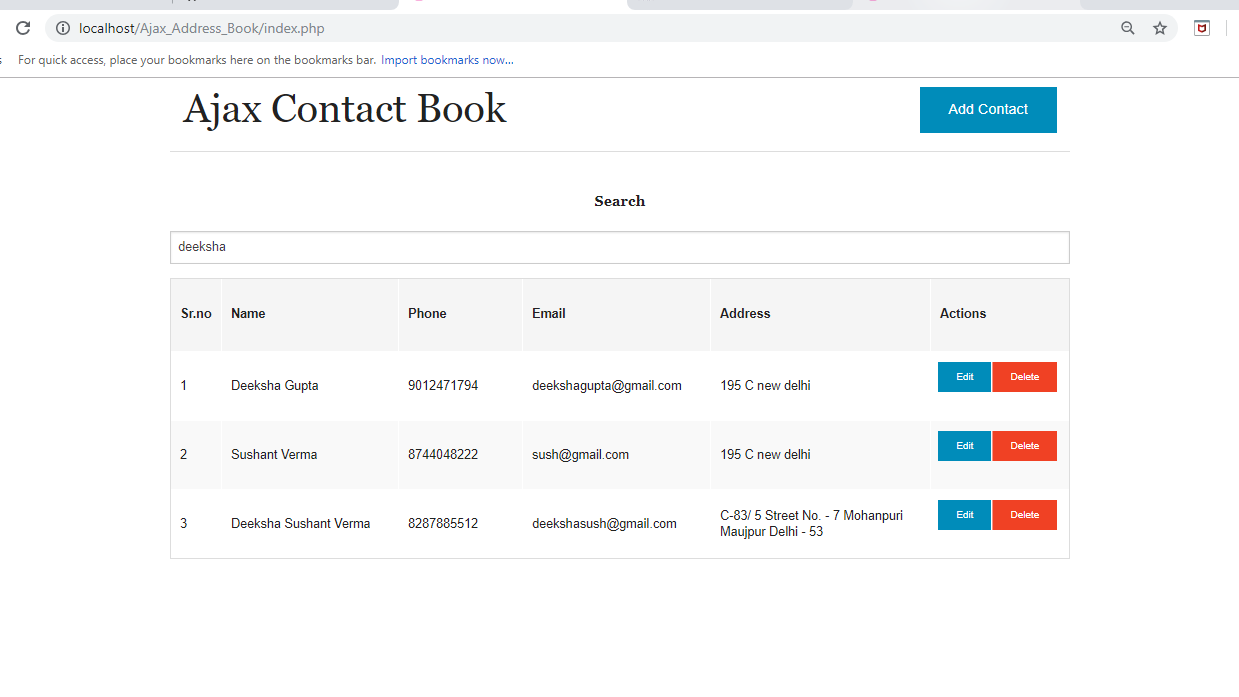 localhost/Ajax_Address_Book/index.php
For quick access, place your bookmarks here on the bookmarks bar. Import bookmarks now...
Ajax Contact Book
Add Contact
Search
deeksha
Sr.no Name Phone Email Address Actions
1 Deeksha Gupta 9012471794 deekshagupta@gmail.com 195 C new delhi Edit Delete
2 Sushant Verma 8744048222 sush@gmail.com 195 C new delhi Edit Delete
3 Deeksha Sushant Verma 8287885512 deekshasush@gmail.com C-83/ 5 Street No. - 7 Mohanpuri Edit Delete
Maujpur Delhi - 53